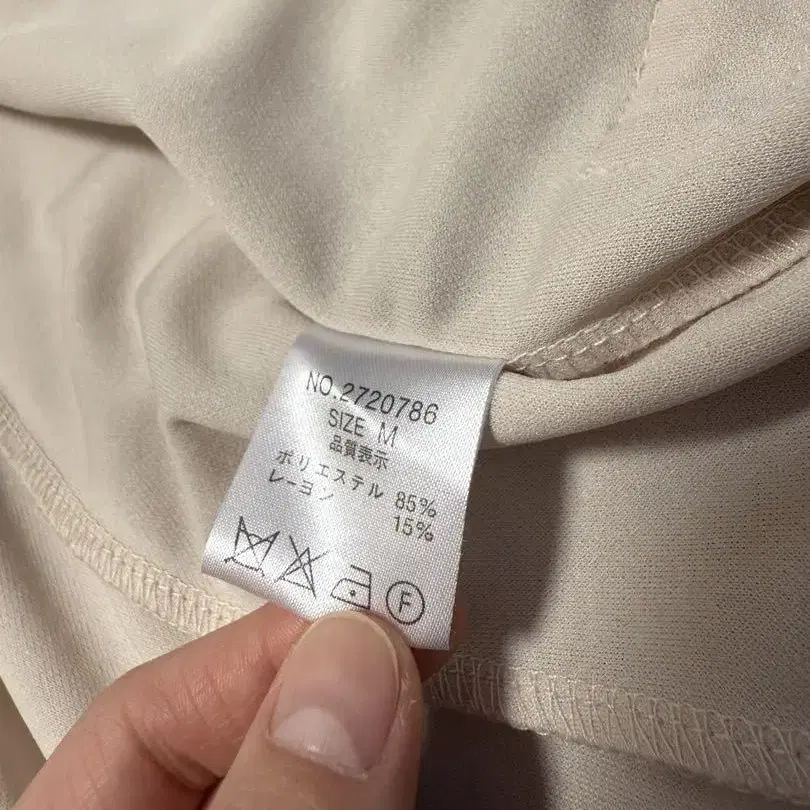 NO.2720786
SIZE M
品質表示
ポリエステル 85%
レーヨン 15%
F